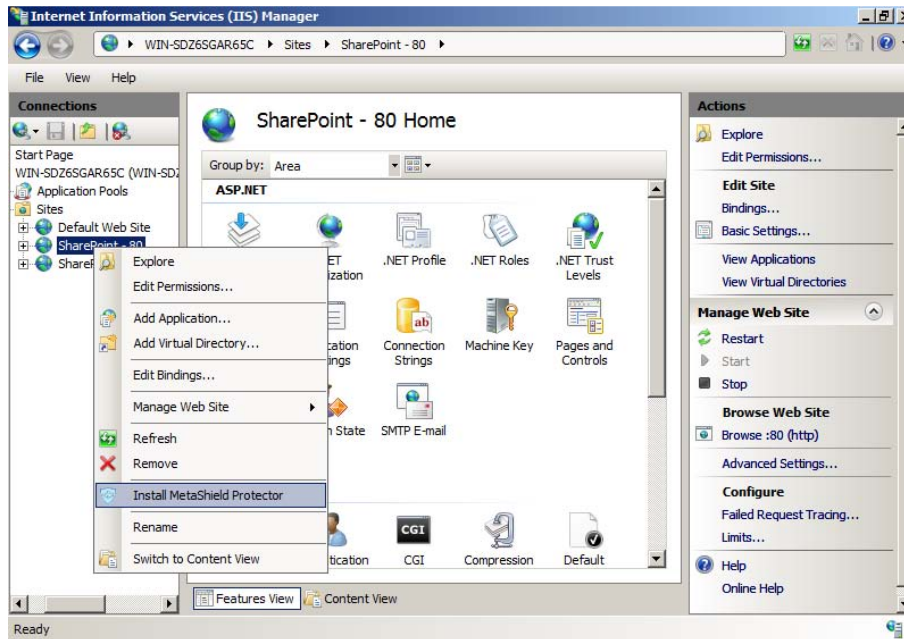 Internet Information Services (IIS) Manager
WIN-SDZ6SGAR65C
Sites
SharePoint - 80
File View Help
Connections
Start Page
WIN-SDZ6SGAR65C (WIN-SDZ
Application Pools
Sites
Default Web Site
SharePoint - 80
Explore
Edit Permissions...
Add Application...
Add Virtual Directory...
Edit Bindings...
Manage Web Site
Refresh
Remove
Install MetaShield Protector
Rename
Switch to Content View
SharePoint - 80 Home
Group by: Area
ASP.NET
.NET Profile
.NET Roles
.NET Trust
Levels
Connection
Strings
Machine Key
Pages and
Controls
State
SMTP E-mail
CGI
CGI
Compression
Default
Features View
Content View
Actions
Explore
Edit Permissions...
Edit Site
Bindings...
Basic Settings...
View Applications
View Virtual Directories
Manage Web Site
Restart
Start
Stop
Browse Web Site
Browse :80 (http)
Advanced Settings...
Configure
Failed Request Tracing...
Limits...
Help
Online Help
Ready